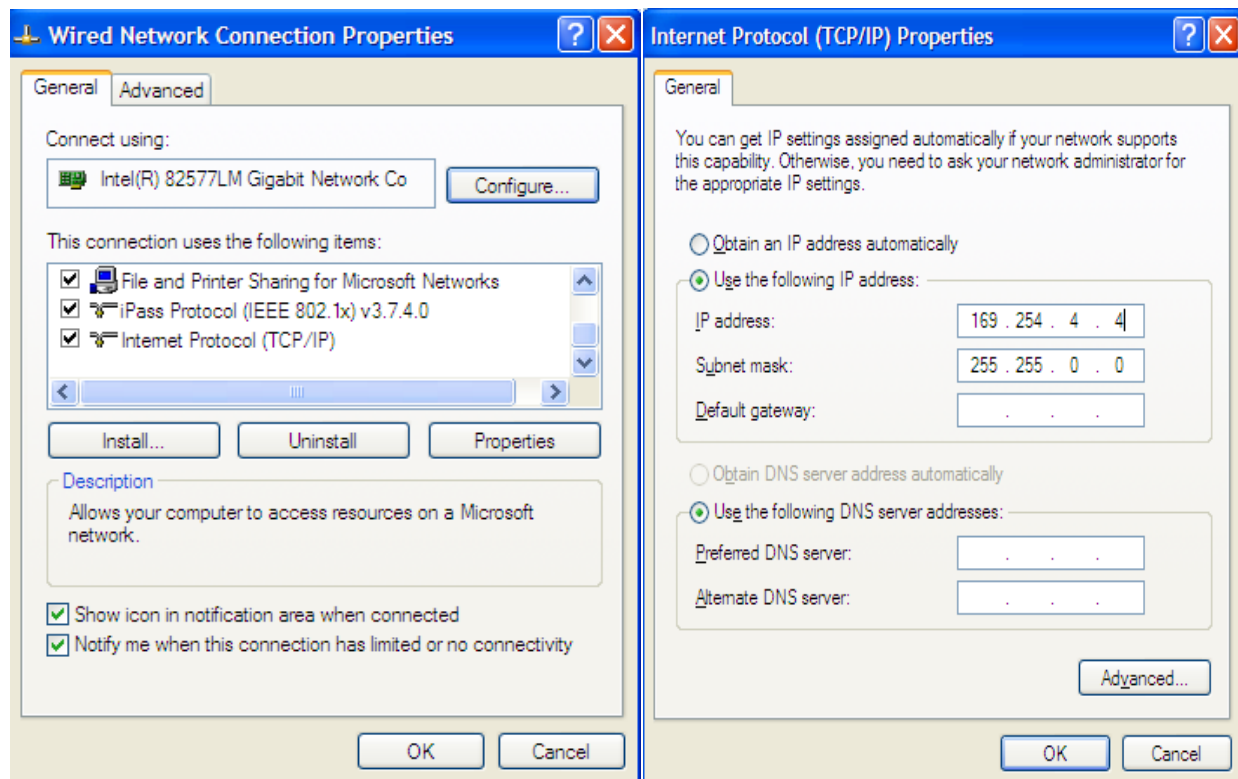 Wired Network Connection Properties
General
Advanced
Connect using:
Intel(R) 82577LM Gigabit Network Co
Configure...
This connection uses the following items:
File and Printer Sharing for Microsoft Networks
iPass Protocol (IEEE 802.1x) v3.7.4.0
Internet Protocol (TCP/IP)
Install...
Uninstall
Properties
Description
Allows your computer to access resources on a Microsoft
network.
Show icon in notification area when connected
Notify me when this connection has limited or no connectivity
OK
Cancel
Internet Protocol (TCP/IP) Properties
General
You can get IP settings assigned automatically if your network supports
this capability. Otherwise, you need to ask your network administrator for
the appropriate IP settings.
Obtain an IP address automatically
Use the following IP address:
IP address:
169 . 254 . 4 . 4
Subnet mask:
255 . 255 . 0 . 0
Default gateway:
. . .
Obtain DNS server address automatically
Use the following DNS server addresses:
Preferred DNS server:
. . .
Alternate DNS server:
. . .
Advanced...
OK
Cancel